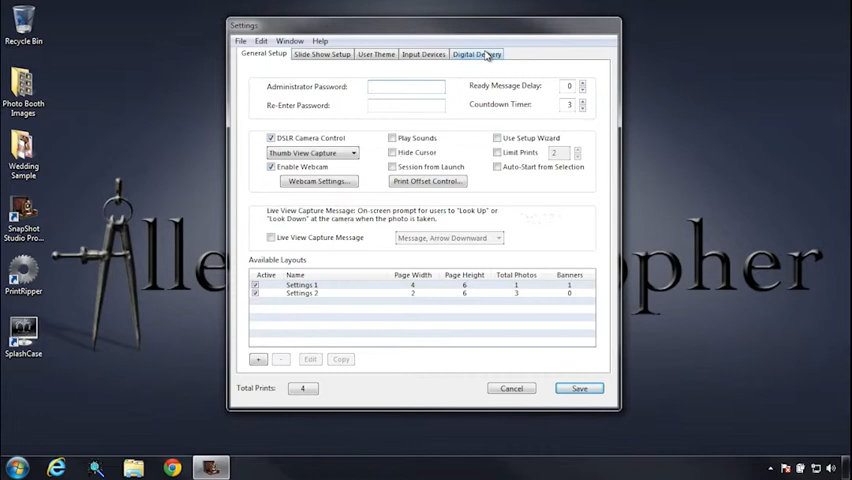 Recycle Bin
Settings
File Edit Window Help
General Setup Slide Show Setup User Theme Input Devices Digital Delivery
Photo Booth
Images
Administrator Password: Ready Message Delay: 0
Re-Enter Password: Countdown Timer: 3
DSLR Camera Control Play Sounds Use Setup Wizard
Thumb View Capture Hide Cursor Limit Prints 2
Enable Webcam Session from Launch Auto-Start from Selection
Webcam Settings... Print Offset Control...
Wedding
Sample
Live View Capture Message: On-screen prompt for users to "Look Up" or
"Look Down" at the camera when the photo is taken.
Live View Capture Message Message, Arrow Downward
SnapShot
Studio Pro...
Available Layouts
Active Name Page Width Page Height Total Photos Banners
Settings 1 4 6 1 1
Settings 2 2 6 3 0
PrintRipper
SplashCase
+ - Edit Copy
Total Prints: 4 Cancel Save